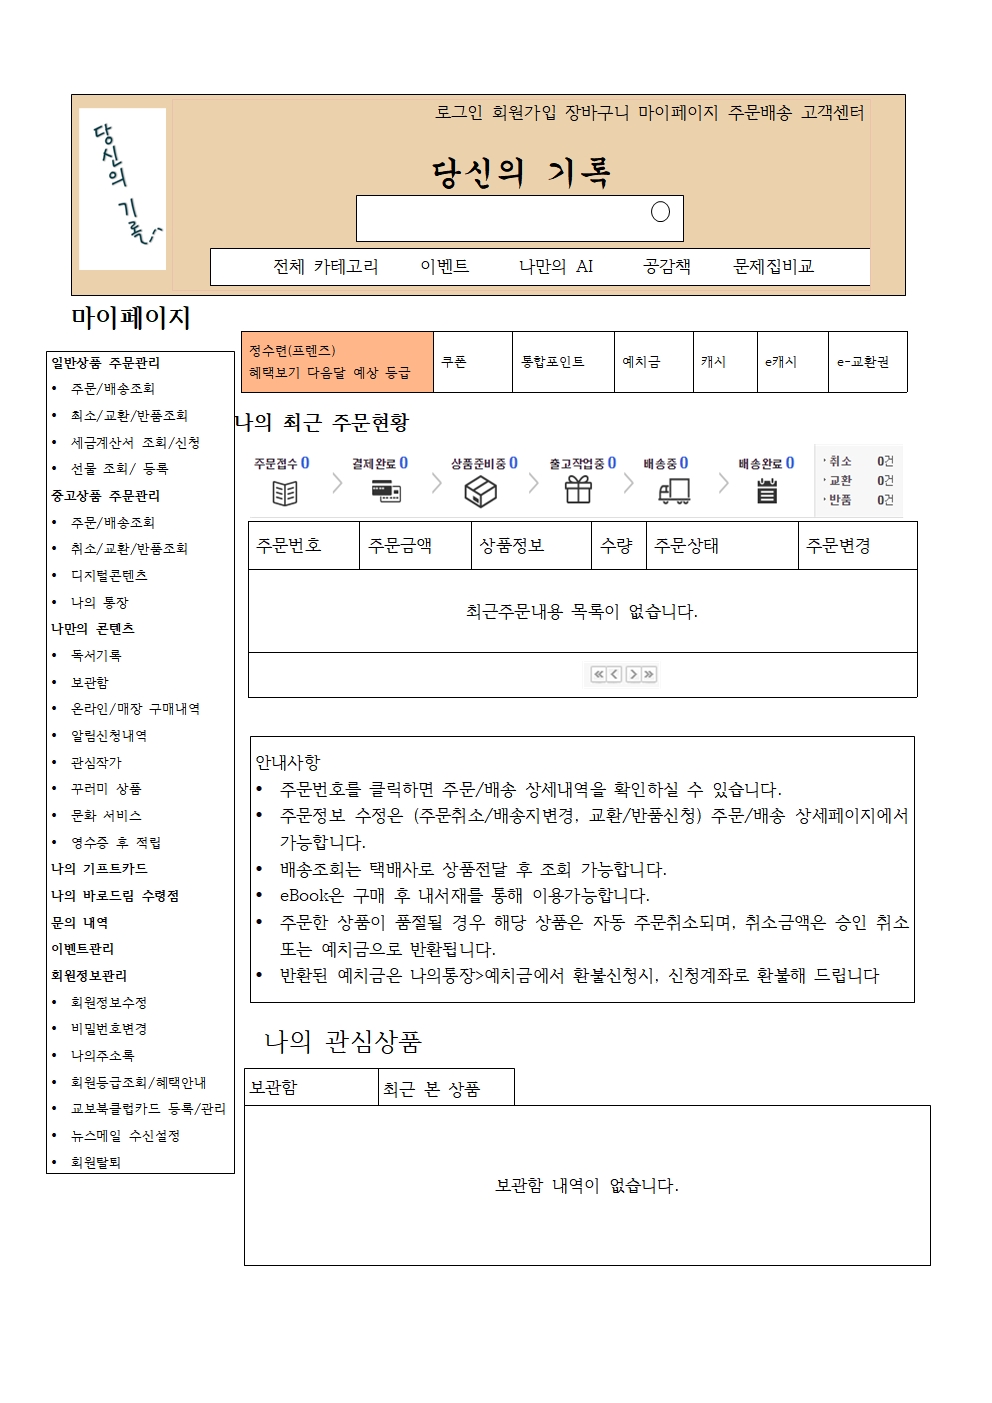 당신의 기록
로그인 회원가입 장바구니 마이페이지 주문배송 고객센터
당신의 기록
전체 카테고리 이벤트 나만의 AI 공감책 문제집비교
마이페이지
일반상품 주문관리
• 주문/배송조회
• 최소/교환/반품조회
• 세금계산서 조회/신청
• 선물 조회/ 등록
중고상품 주문관리
• 주문/배송조회
• 취소/교환/반품조회
• 디지털콘텐츠
• 나의 통장
나만의 콘텐츠
• 독서기록
• 보관함
• 온라인/매장 구매내역
• 알림신청내역
• 관심작가
• 꾸러미 상품
• 문화 서비스
• 영수증 후 적립
나의 기프트카드
나의 바로드림 수령점
문의 내역
이벤트관리
회원정보관리
• 회원정보수정
• 비밀번호변경
• 나의주소록
• 회원등급조회/혜택안내
• 교보북클럽카드 등록/관리
• 뉴스메일 수신설정
• 회원탈퇴
정수련(프렌즈)
혜택보기 다음달 예상 등급
쿠폰 통합포인트 예치금 캐시 e캐시 e-교환권
나의 최근 주문현황
주문접수 0 결제완료 0 상품준비중 0 출고작업중 0 배송중 0 배송완료 0
취소 0건
교환 0건
반품 0건
주문번호 주문금액 상품정보 수량 주문상태 주문변경
최근주문내용 목록이 없습니다.
안내사항
• 주문번호를 클릭하면 주문/배송 상세내역을 확인하실 수 있습니다.
• 주문정보 수정은 (주문취소/배송지변경, 교환/반품신청) 주문/배송 상세페이지에서
가능합니다.
• 배송조회는 택배사로 상품전달 후 조회 가능합니다.
• eBook은 구매 후 내서재를 통해 이용가능합니다.
• 주문한 상품이 품절될 경우 해당 상품은 자동 주문취소되며, 취소금액은 승인 취소
또는 예치금으로 반환됩니다.
• 반환된 예치금은 나의통장>예치금에서 환불신청시, 신청계좌로 환불해 드립니다
나의 관심상품
보관함 최근 본 상품
보관함 내역이 없습니다.